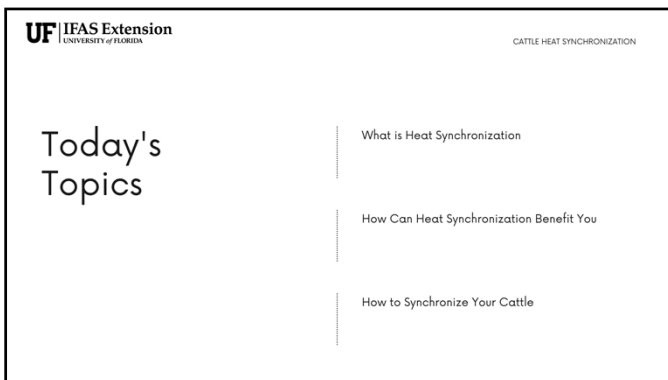 UF IFAS Extension
UNIVERSITY of FLORIDA
CATTLE HEAT SYNCHRONIZATION
Today's
Topics
What is Heat Synchronization
How Can Heat Synchronization Benefit You
How to Synchronize Your Cattle